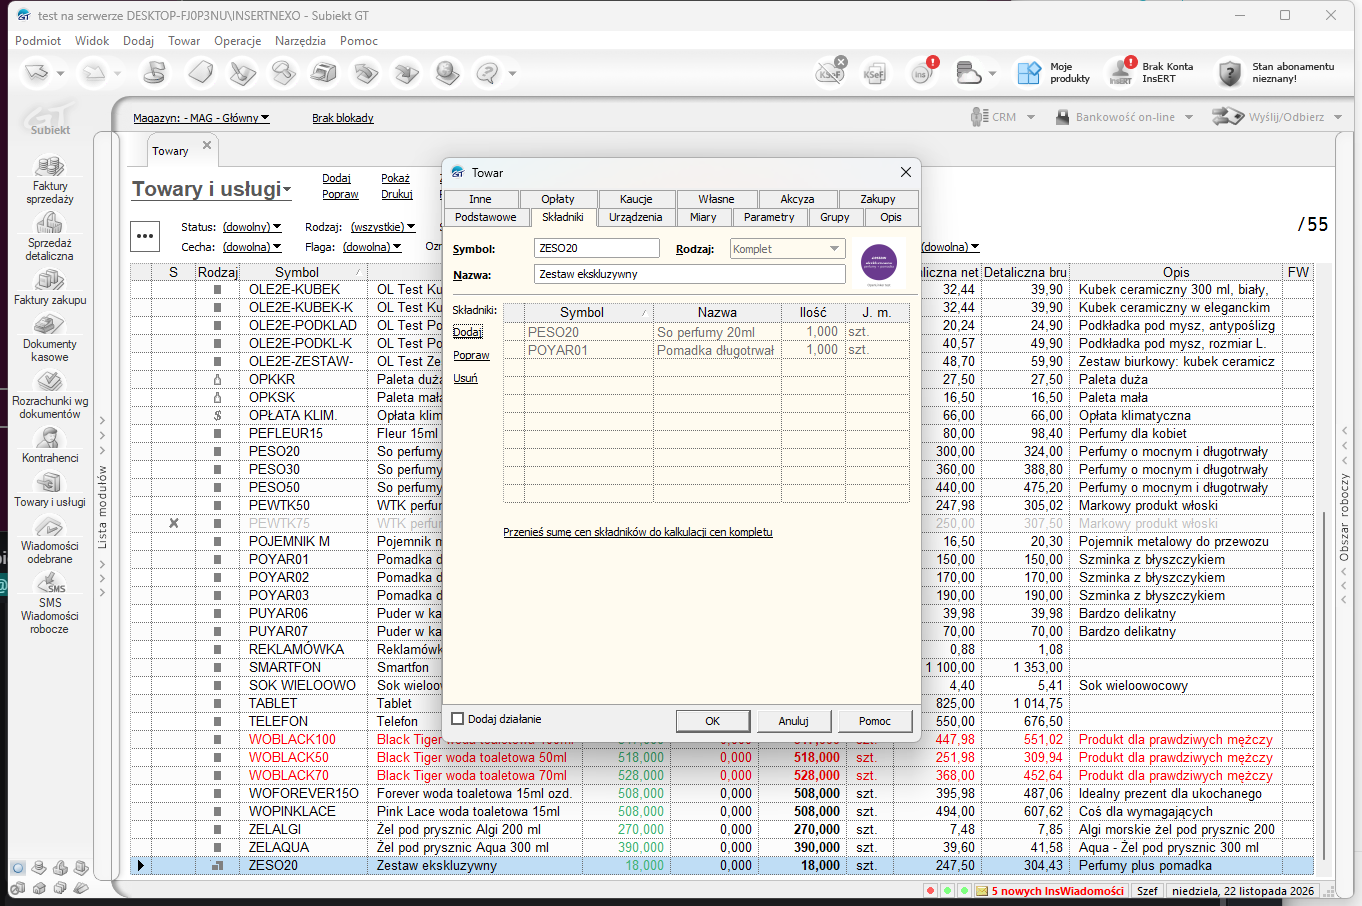 test na serwerze DESKTOP-FJ0P3NU\INSERTNEXO - Subiekt GT
Podmiot Widok Dodaj Towar Operacje Narzędzia Pomoc
KSeF KSeF ins ! Moje produkty ! InsERT Brak Konta InsERT Stan abonamentu nieznany!
GT Subiekt
Magazyn: - MAG - Główny Brak blokady CRM Bankowość on-line Wyślij/Odbierz
Towary
Towary i usługi
Dodaj Pokaż
Popraw Drukuj
Status: (dowolny) Rodzaj: (wszystkie)
Cecha: (dowolna) Flaga: (dowolna) (dowolna)
/55
Faktury sprzedaży
Sprzedaż detaliczna
Faktury zakupu
Dokumenty kasowe
Rozrachunki wg dokumentów
Kontrahenci
Towary i usługi
Wiadomości odebrane
SMS
SMS Wiadomości robocze
Lista modułów
Obszar roboczy
S Rodzaj Symbol Detaliczna bru Opis FW
OLE2E-KUBEK OL Test Ku 32,44 39,90 Kubek ceramiczny 300 ml, biały,
OLE2E-KUBEK-K OL Test Ku 32,44 39,90 Kubek ceramiczny w eleganckim
OLE2E-PODKLAD OL Test Po 20,24 24,90 Podkładka pod mysz, antypoślizg
OLE2E-PODKL-K OL Test Po 40,57 49,90 Podkładka pod mysz, rozmiar L.
OLE2E-ZESTAW- OL Test Ze 48,70 59,90 Zestaw biurkowy: kubek ceramicz
OPKKR Paleta duża 27,50 27,50 Paleta duża
OPKSK Paleta mała 16,50 16,50 Paleta mała
$ OPŁATA KLIM. Opłata klim 66,00 66,00 Opłata klimatyczna
PEFLEUR15 Fleur 15ml 80,00 98,40 Perfumy dla kobiet
PESO20 So perfumy 300,00 324,00 Perfumy o mocnym i długotrwały
PESO30 So perfumy 360,00 388,80 Perfumy o mocnym i długotrwały
PESO50 So perfumy 440,00 475,20 Perfumy o mocnym i długotrwały
PEWTK50 WTK perfu 247,98 305,02 Markowy produkt włoski
X PEWTK75 WTK perfu 250,00 307,50 Markowy produkt włoski
POJEMNIK M Pojemnik m 16,50 20,30 Pojemnik metalowy do przewozu
POYAR01 Pomadka d 150,00 150,00 Szminka z błyszczykiem
POYAR02 Pomadka d 170,00 170,00 Szminka z błyszczykiem
POYAR03 Pomadka d 190,00 190,00 Szminka z błyszczykiem
PUYAR06 Puder w ka 39,98 39,98 Bardzo delikatny
PUYAR07 Puder w ka 70,00 70,00 Bardzo delikatny
REKLAMÓWKA Reklamówk 0,88 1,08
SMARTFON Smartfon 1 100,00 1 353,00
SOK WIELOOWO Sok wieloow 4,40 5,41 Sok wieloowocowy
TABLET Tablet 825,00 1 014,75
TELEFON Telefon 550,00 676,50
WOBLACK100 Black Tiger woda toaletowa 100ml 0,000 szt. 447,98 551,02 Produkt dla prawdziwych mężczy
WOBLACK50 Black Tiger woda toaletowa 50ml 518,000 0,000 518,000 szt. 251,98 309,94 Produkt dla prawdziwych mężczy
WOBLACK70 Black Tiger woda toaletowa 70ml 528,000 0,000 528,000 szt. 368,00 452,64 Produkt dla prawdziwych mężczy
WOFOREVER15O Forever woda toaletowa 15ml ozd. 508,000 0,000 508,000 szt. 395,98 487,06 Idealny prezent dla ukochanego
WOPINKLACE Pink Lace woda toaletowa 15ml 508,000 0,000 508,000 szt. 494,00 607,62 Coś dla wymagających
ZELALGI Żel pod prysznic Algi 200 ml 270,000 0,000 270,000 szt. 7,48 7,85 Algi morskie żel pod prysznic 200
ZELAQUA Żel pod prysznic Aqua 300 ml 390,000 0,000 390,000 szt. 39,60 41,58 Aqua - Żel pod prysznic 300 ml
ZESO20 Zestaw ekskluzywny 18,000 0,000 18,000 szt. 247,50 304,43 Perfumy plus pomadka
Towar
Inne Opłaty Kaucje Własne Akcyza Zakupy
Podstawowe Składniki Urządzenia Miary Parametry Grupy Opis
Symbol: ZESO20 Rodzaj: Komplet
Nazwa: Zestaw ekskluzywny
Składniki: Symbol Nazwa Ilość J. m.
Dodaj PESO20 So perfumy 20ml 1,000 szt.
Popraw POYAR01 Pomadka długotrwał 1,000 szt.
Usuń
Przenieś sumę cen składników do kalkulacji cen kompletu
Dodaj działanie OK Anuluj Pomoc
5 nowych InsWiadomości Szef niedziela, 22 listopada 2026